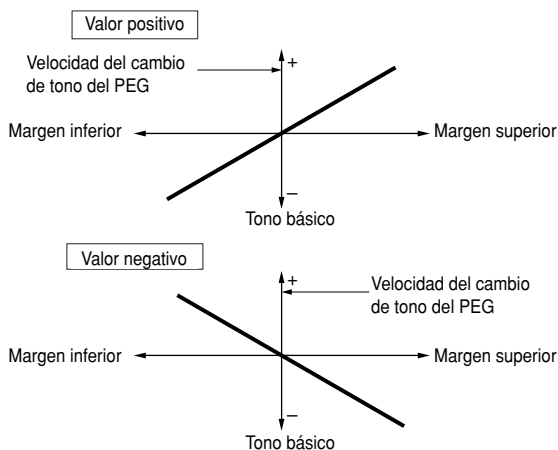 Valor positivo
Velocidad del cambio
de tono del PEG
+
Margen inferior
Margen superior
–
Tono básico
Valor negativo
+
Velocidad del cambio
de tono del PEG
Margen inferior
Margen superior
–
Tono básico